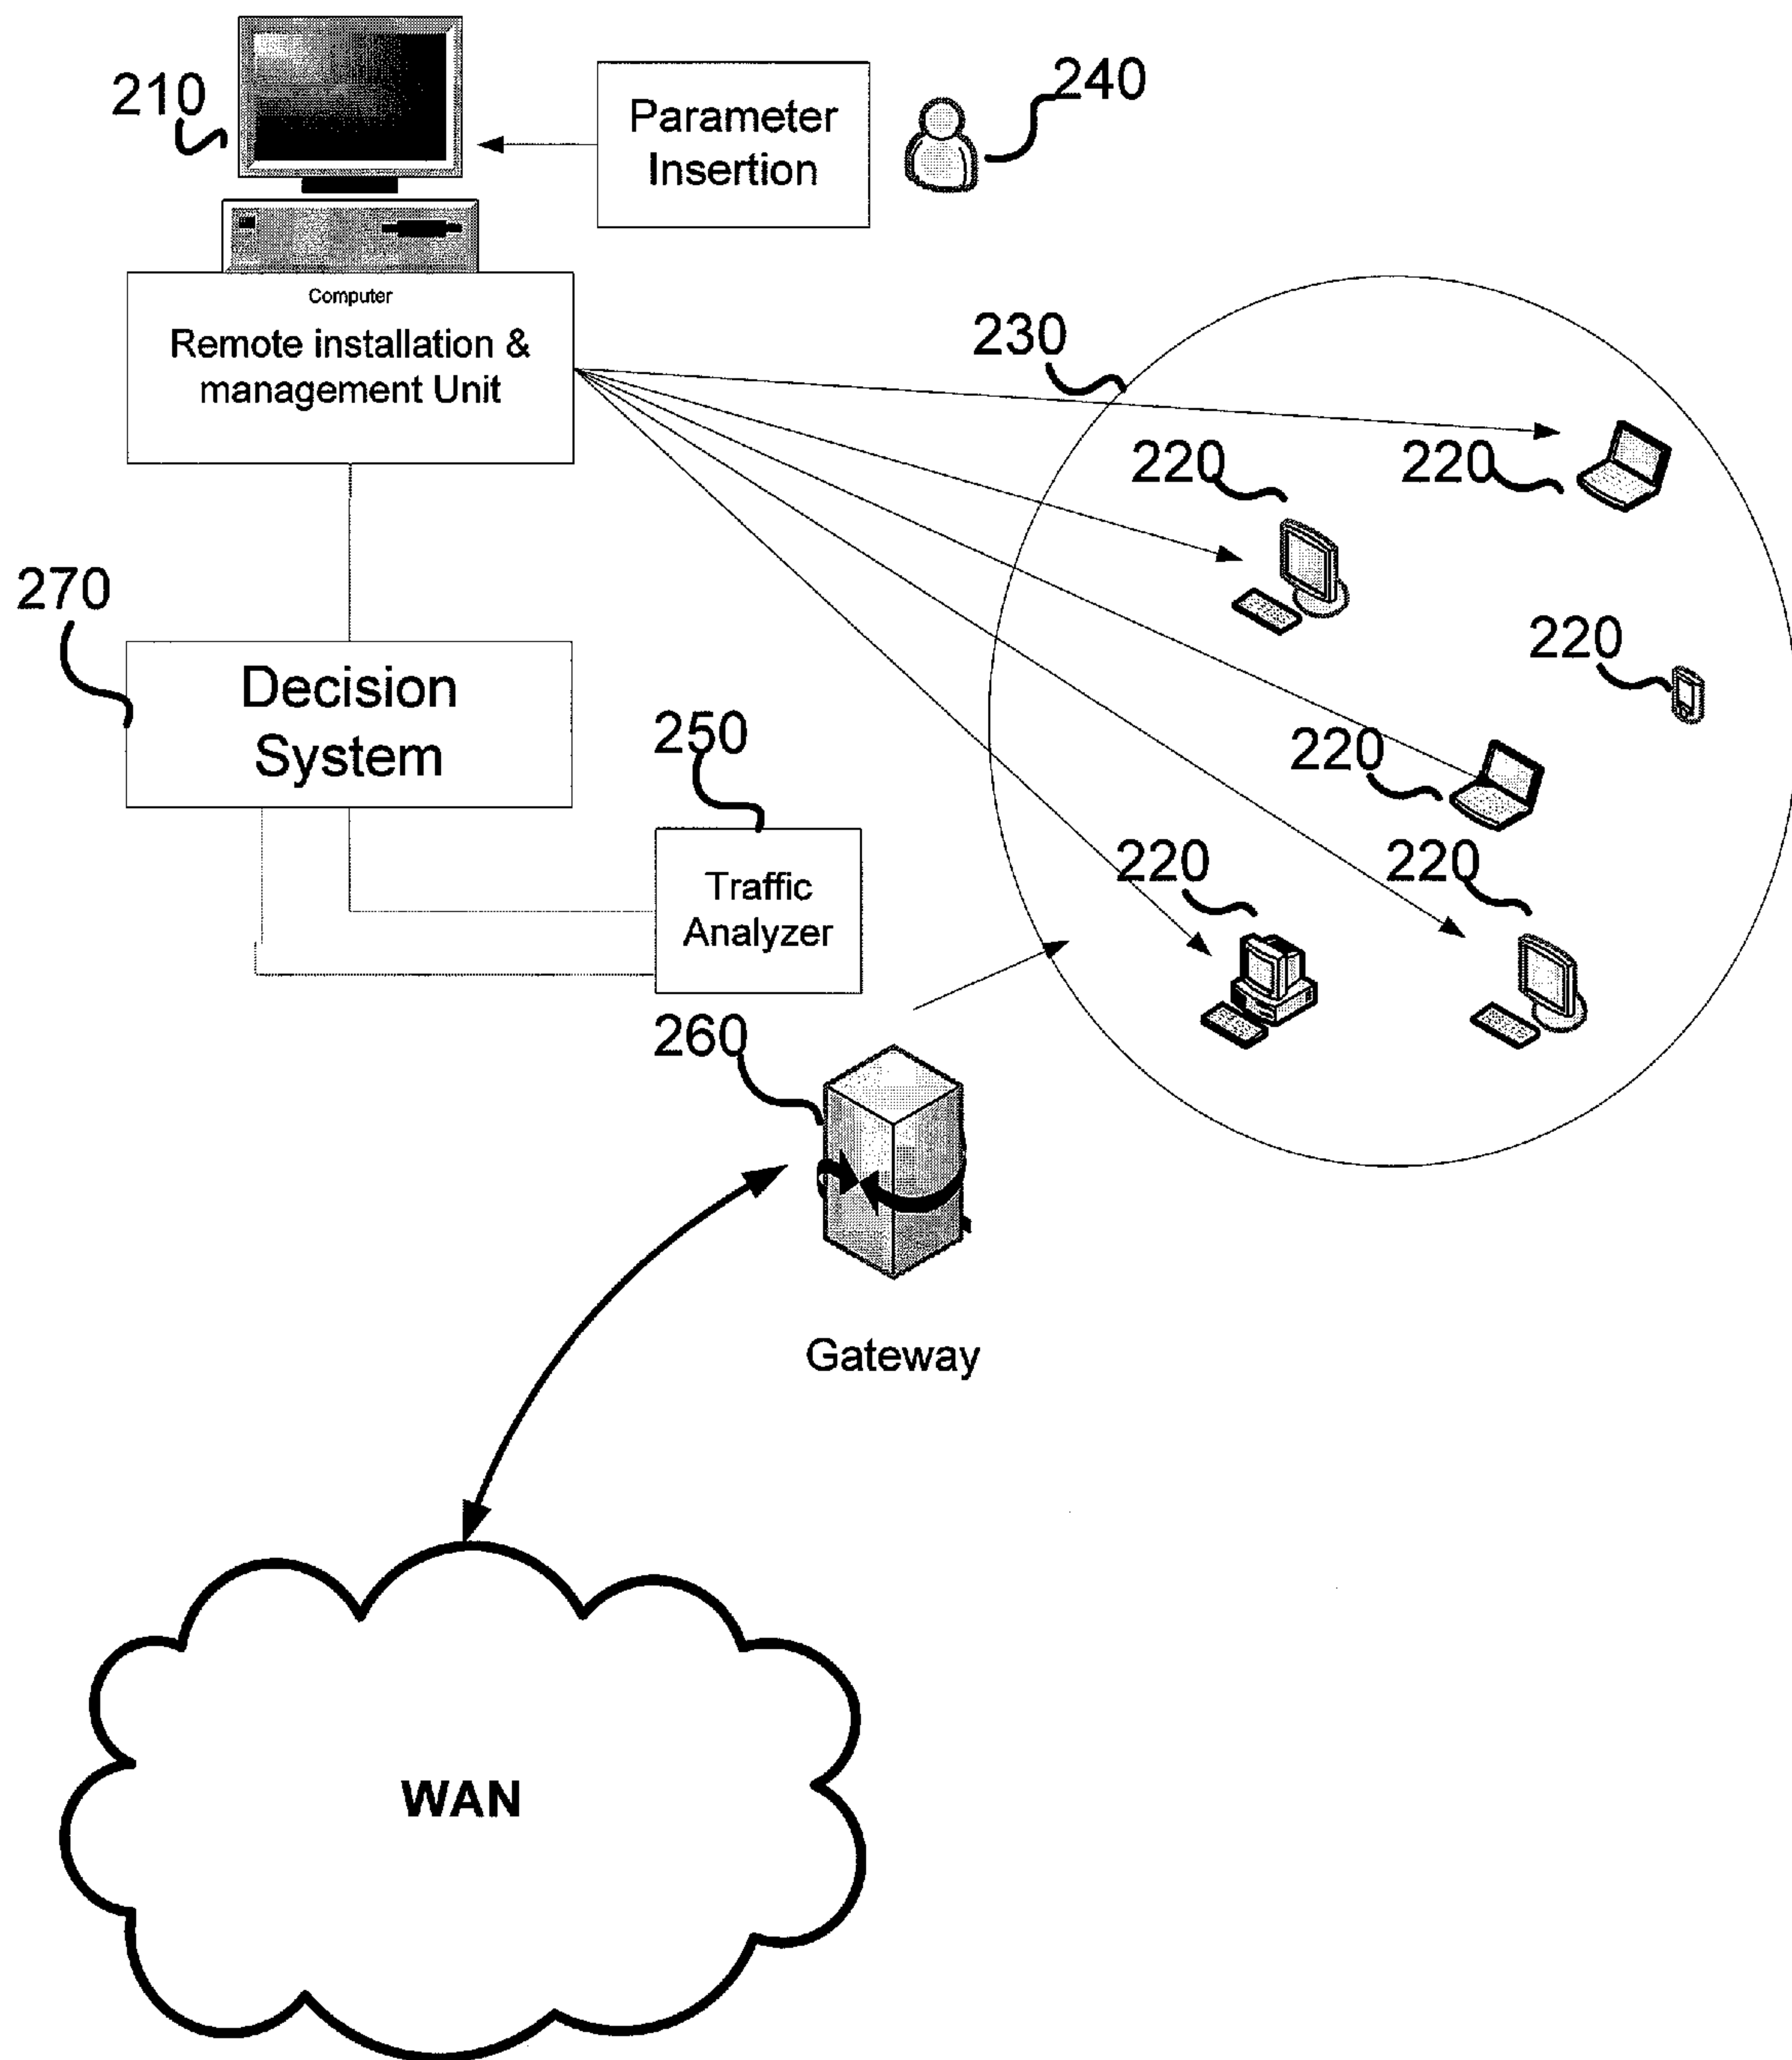 210
Parameter
Insertion
240
Computer
Remote installation &
management Unit
230
220
220
270
Decision
System
220
250
220
Traffic
Analyzer
220
220
260
Gateway
WAN